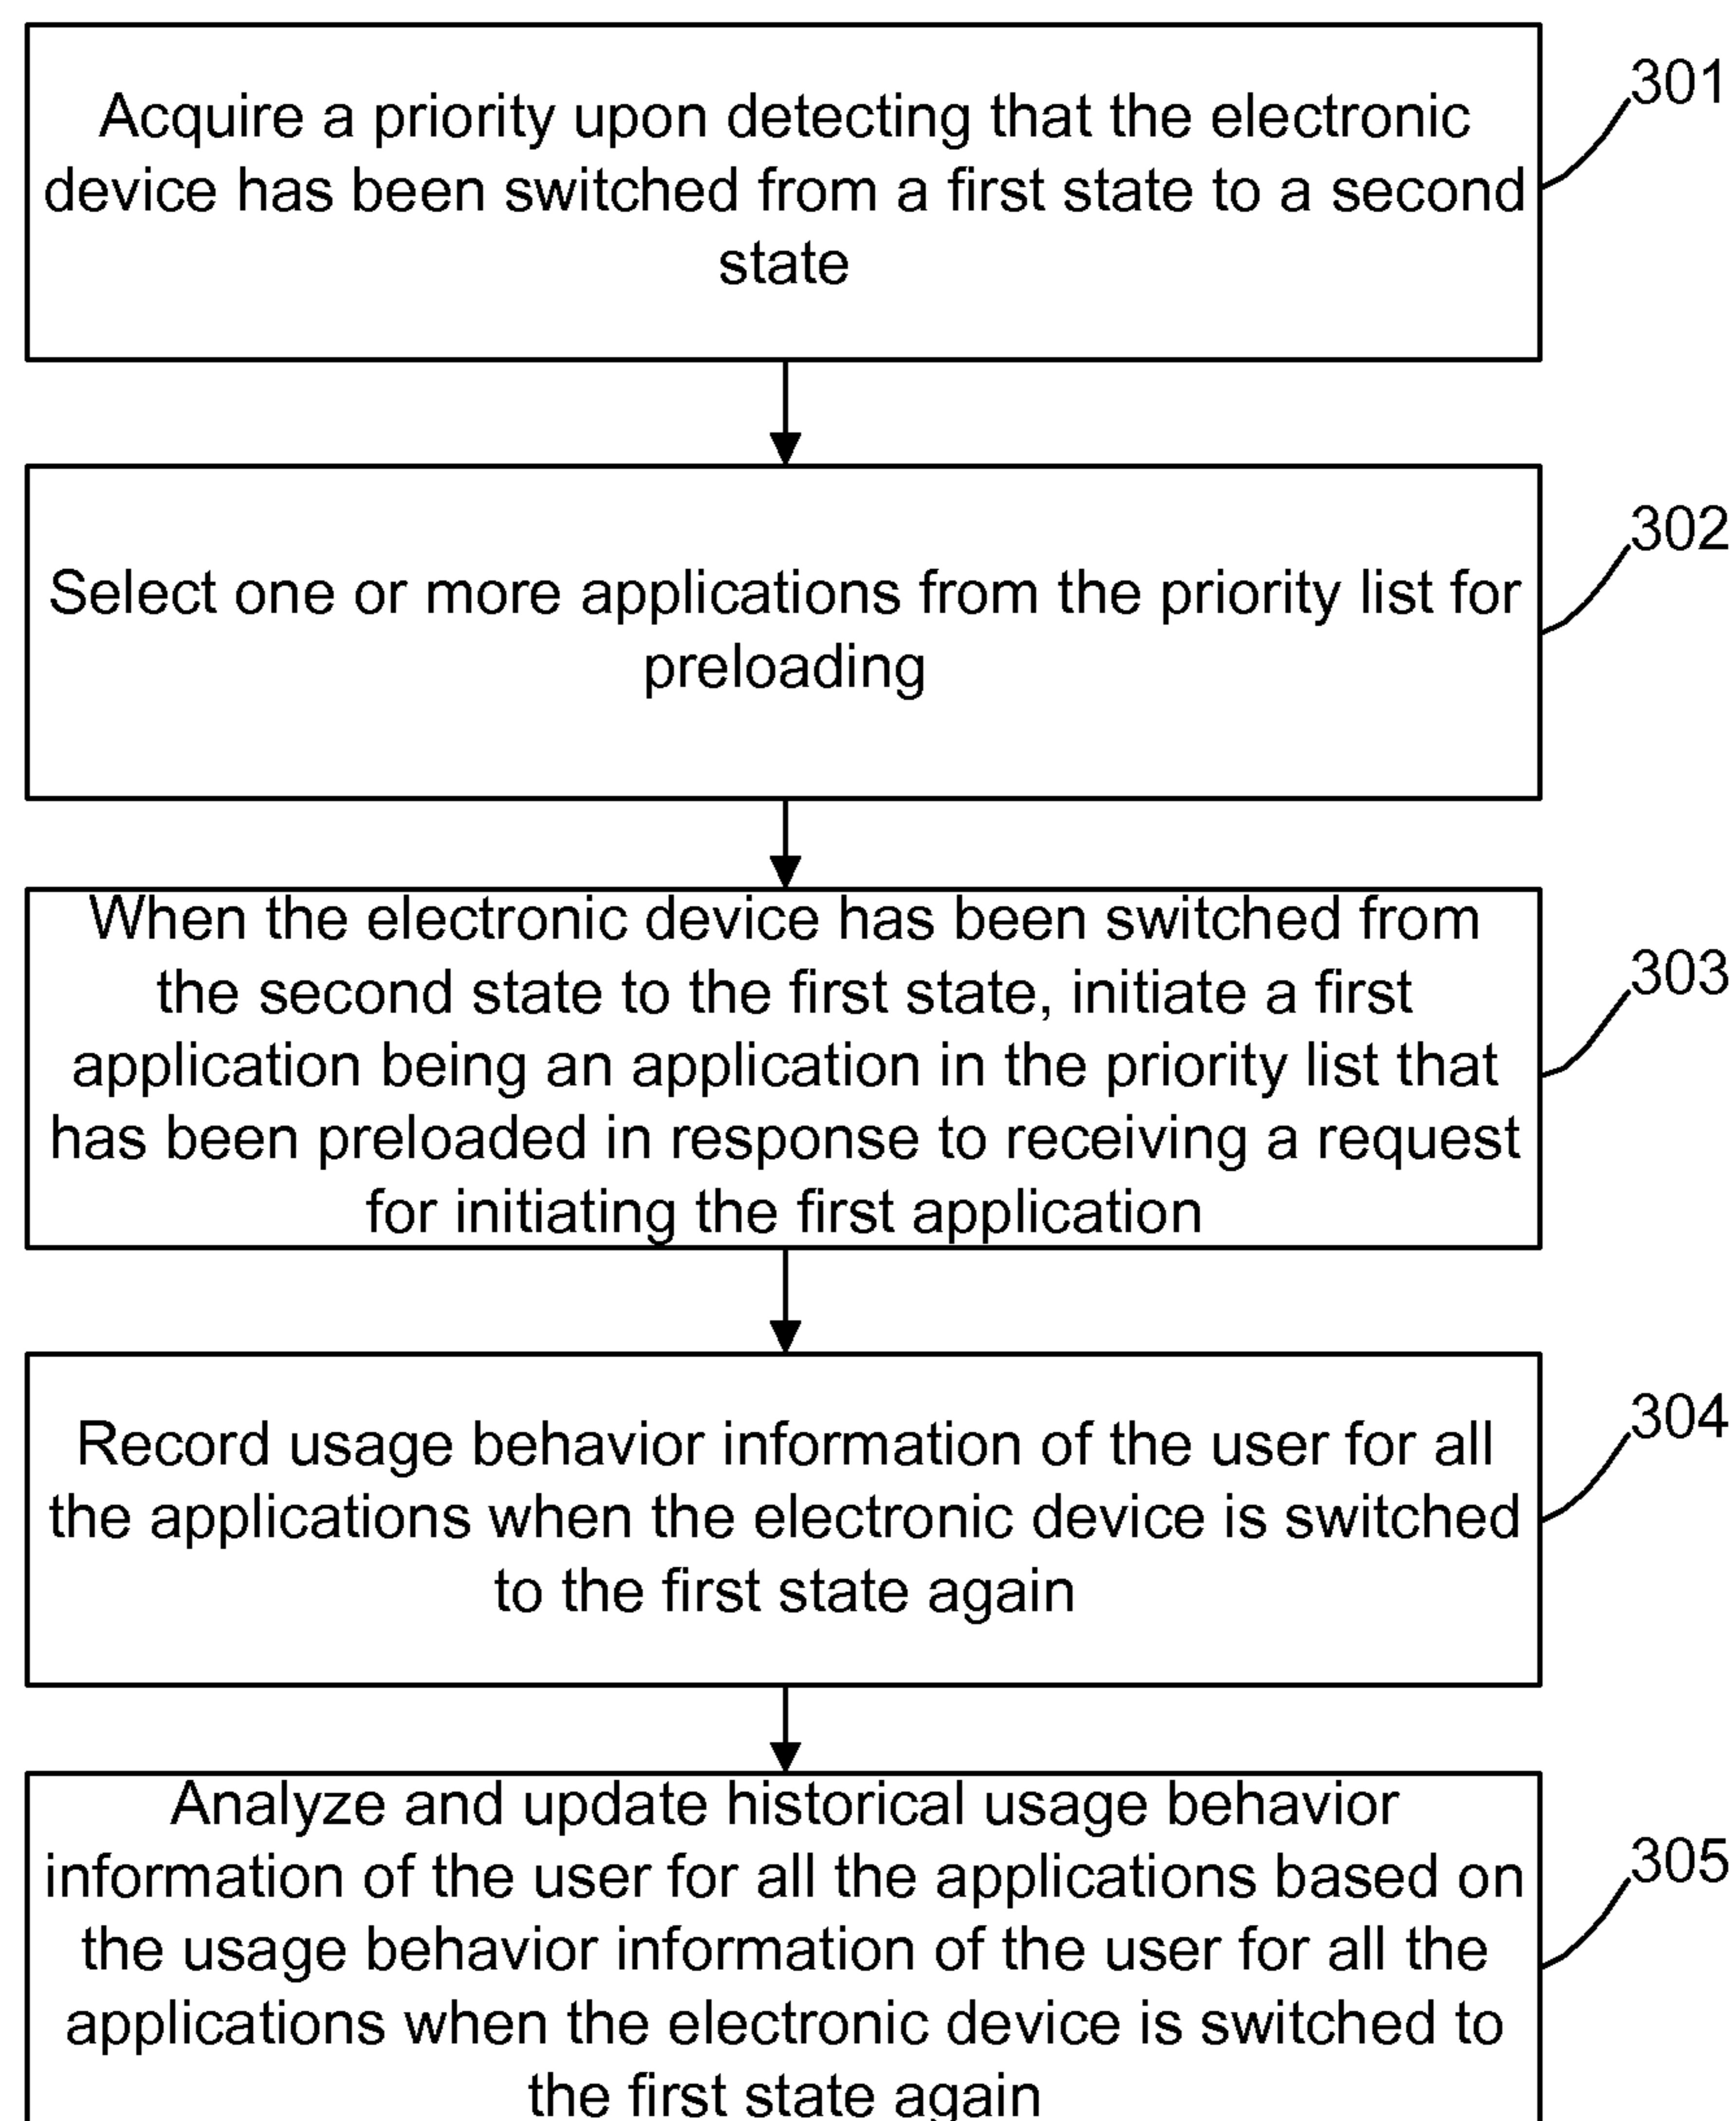 Acquire a priority upon detecting that the electronic
device has been switched from a first state to a second
state
301
Select one or more applications from the priority list for
preloading
302
When the electronic device has been switched from
the second state to the first state, initiate a first
application being an application in the priority list that
has been preloaded in response to receiving a request
for initiating the first application
303
Record usage behavior information of the user for all
the applications when the electronic device is switched
to the first state again
304
Analyze and update historical usage behavior
information of the user for all the applications based on
the usage behavior information of the user for all the
applications when the electronic device is switched to
the first state again
305